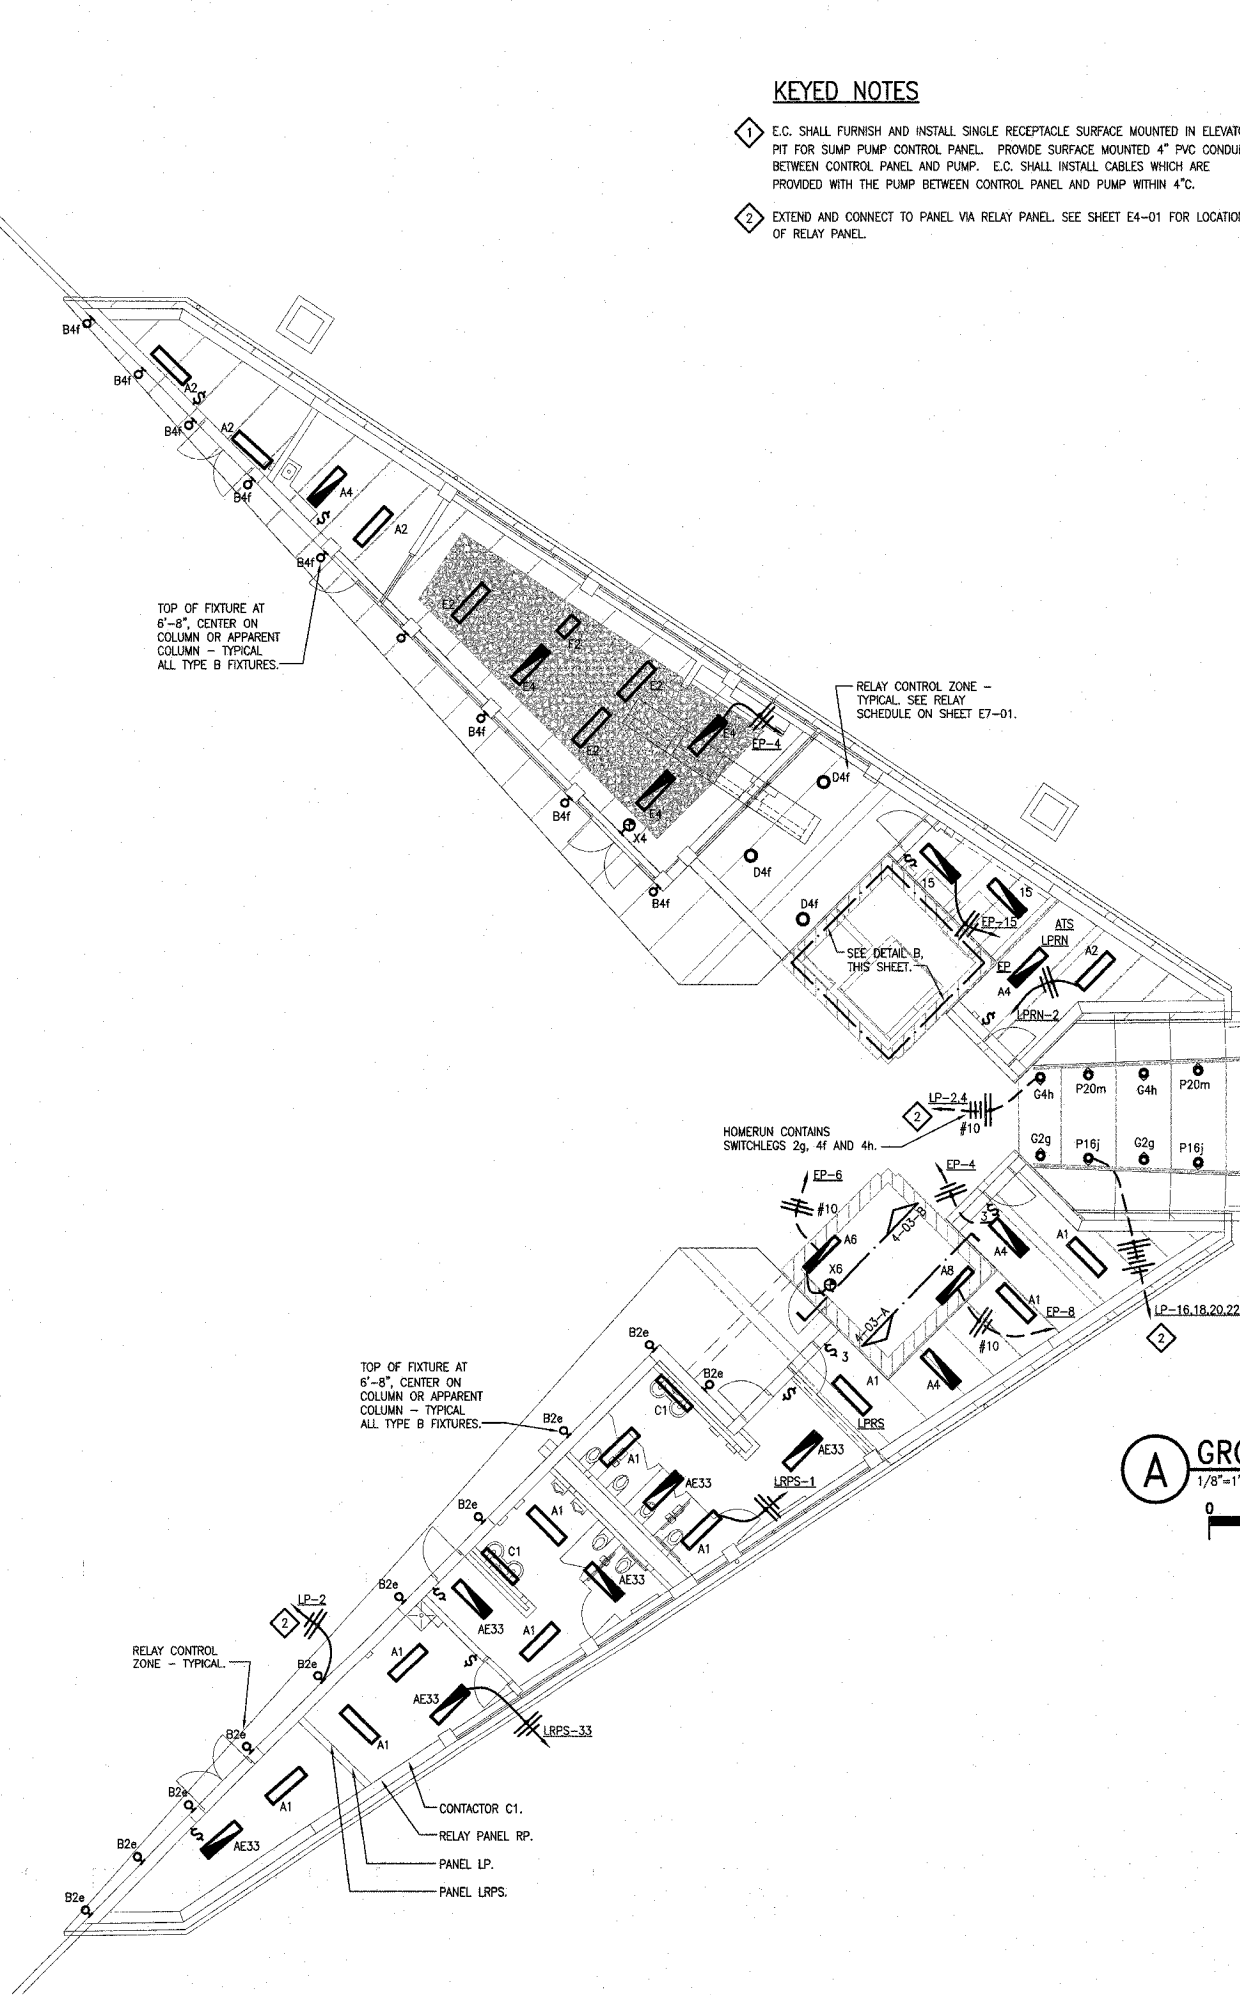 KEYED NOTES
1 E.C. SHALL FURNISH AND INSTALL SINGLE RECEPTACLE SURFACE MOUNTED IN ELEVATO
PIT FOR SUMP PUMP CONTROL PANEL. PROVIDE SURFACE MOUNTED 4" PVC CONDUI
BETWEEN CONTROL PANEL AND PUMP. E.C. SHALL INSTALL CABLES WHICH ARE
PROVIDED WITH THE PUMP BETWEEN CONTROL PANEL AND PUMP WITHIN 4"C.
2 EXTEND AND CONNECT TO PANEL VIA RELAY PANEL. SEE SHEET E4-01 FOR LOCATION
OF RELAY PANEL.
B4f
B4f
A2
B4f
A2
B4f
A4
A2
B4f
TOP OF FIXTURE AT
6'-8", CENTER ON
COLUMN OR APPARENT
COLUMN - TYPICAL
ALL TYPE B FIXTURES.
E2
F2
E4
E2
RELAY CONTROL ZONE -
TYPICAL. SEE RELAY
SCHEDULE ON SHEET E7-01.
B4f
E2
E4
EP-4
D4f
B4f
E4
X4
D4f
B4f
D4f
15
15
EP-15
ATS
LPRN
SEE DETAIL B,
THIS SHEET.
EP
A2
A4
LPRN-2
G4h
P20m
G4h
P20m
LP-2,4
2
#10
HOMERUN CONTAINS
SWITCHLEGS 2g, 4f AND 4h.
G2g
P16j
G2g
P16j
EP-6
EP-4
#10
3
4-03-B
A6
A4
A1
X6
A8
A1
EP-8
LP-16,18,20,22
2
4-03-A
#10
B2e
3
TOP OF FIXTURE AT
6'-8", CENTER ON
COLUMN OR APPARENT
COLUMN - TYPICAL
ALL TYPE B FIXTURES.
B2e
A1
A4
C1
LPRS
B2e
A1
AE33
A
GRO
1/8"=1'
0
AE33
LRPS-1
B2e
A1
A1
C1
AE33
B2e
LP-2
2
AE33
A1
RELAY CONTROL
ZONE - TYPICAL.
B2e
A1
AE33
LRPS-33
B2e
A1
B2e
A1
AE33
B2e
B2e
CONTACTOR C1.
RELAY PANEL RP.
PANEL LP.
PANEL LRPS.